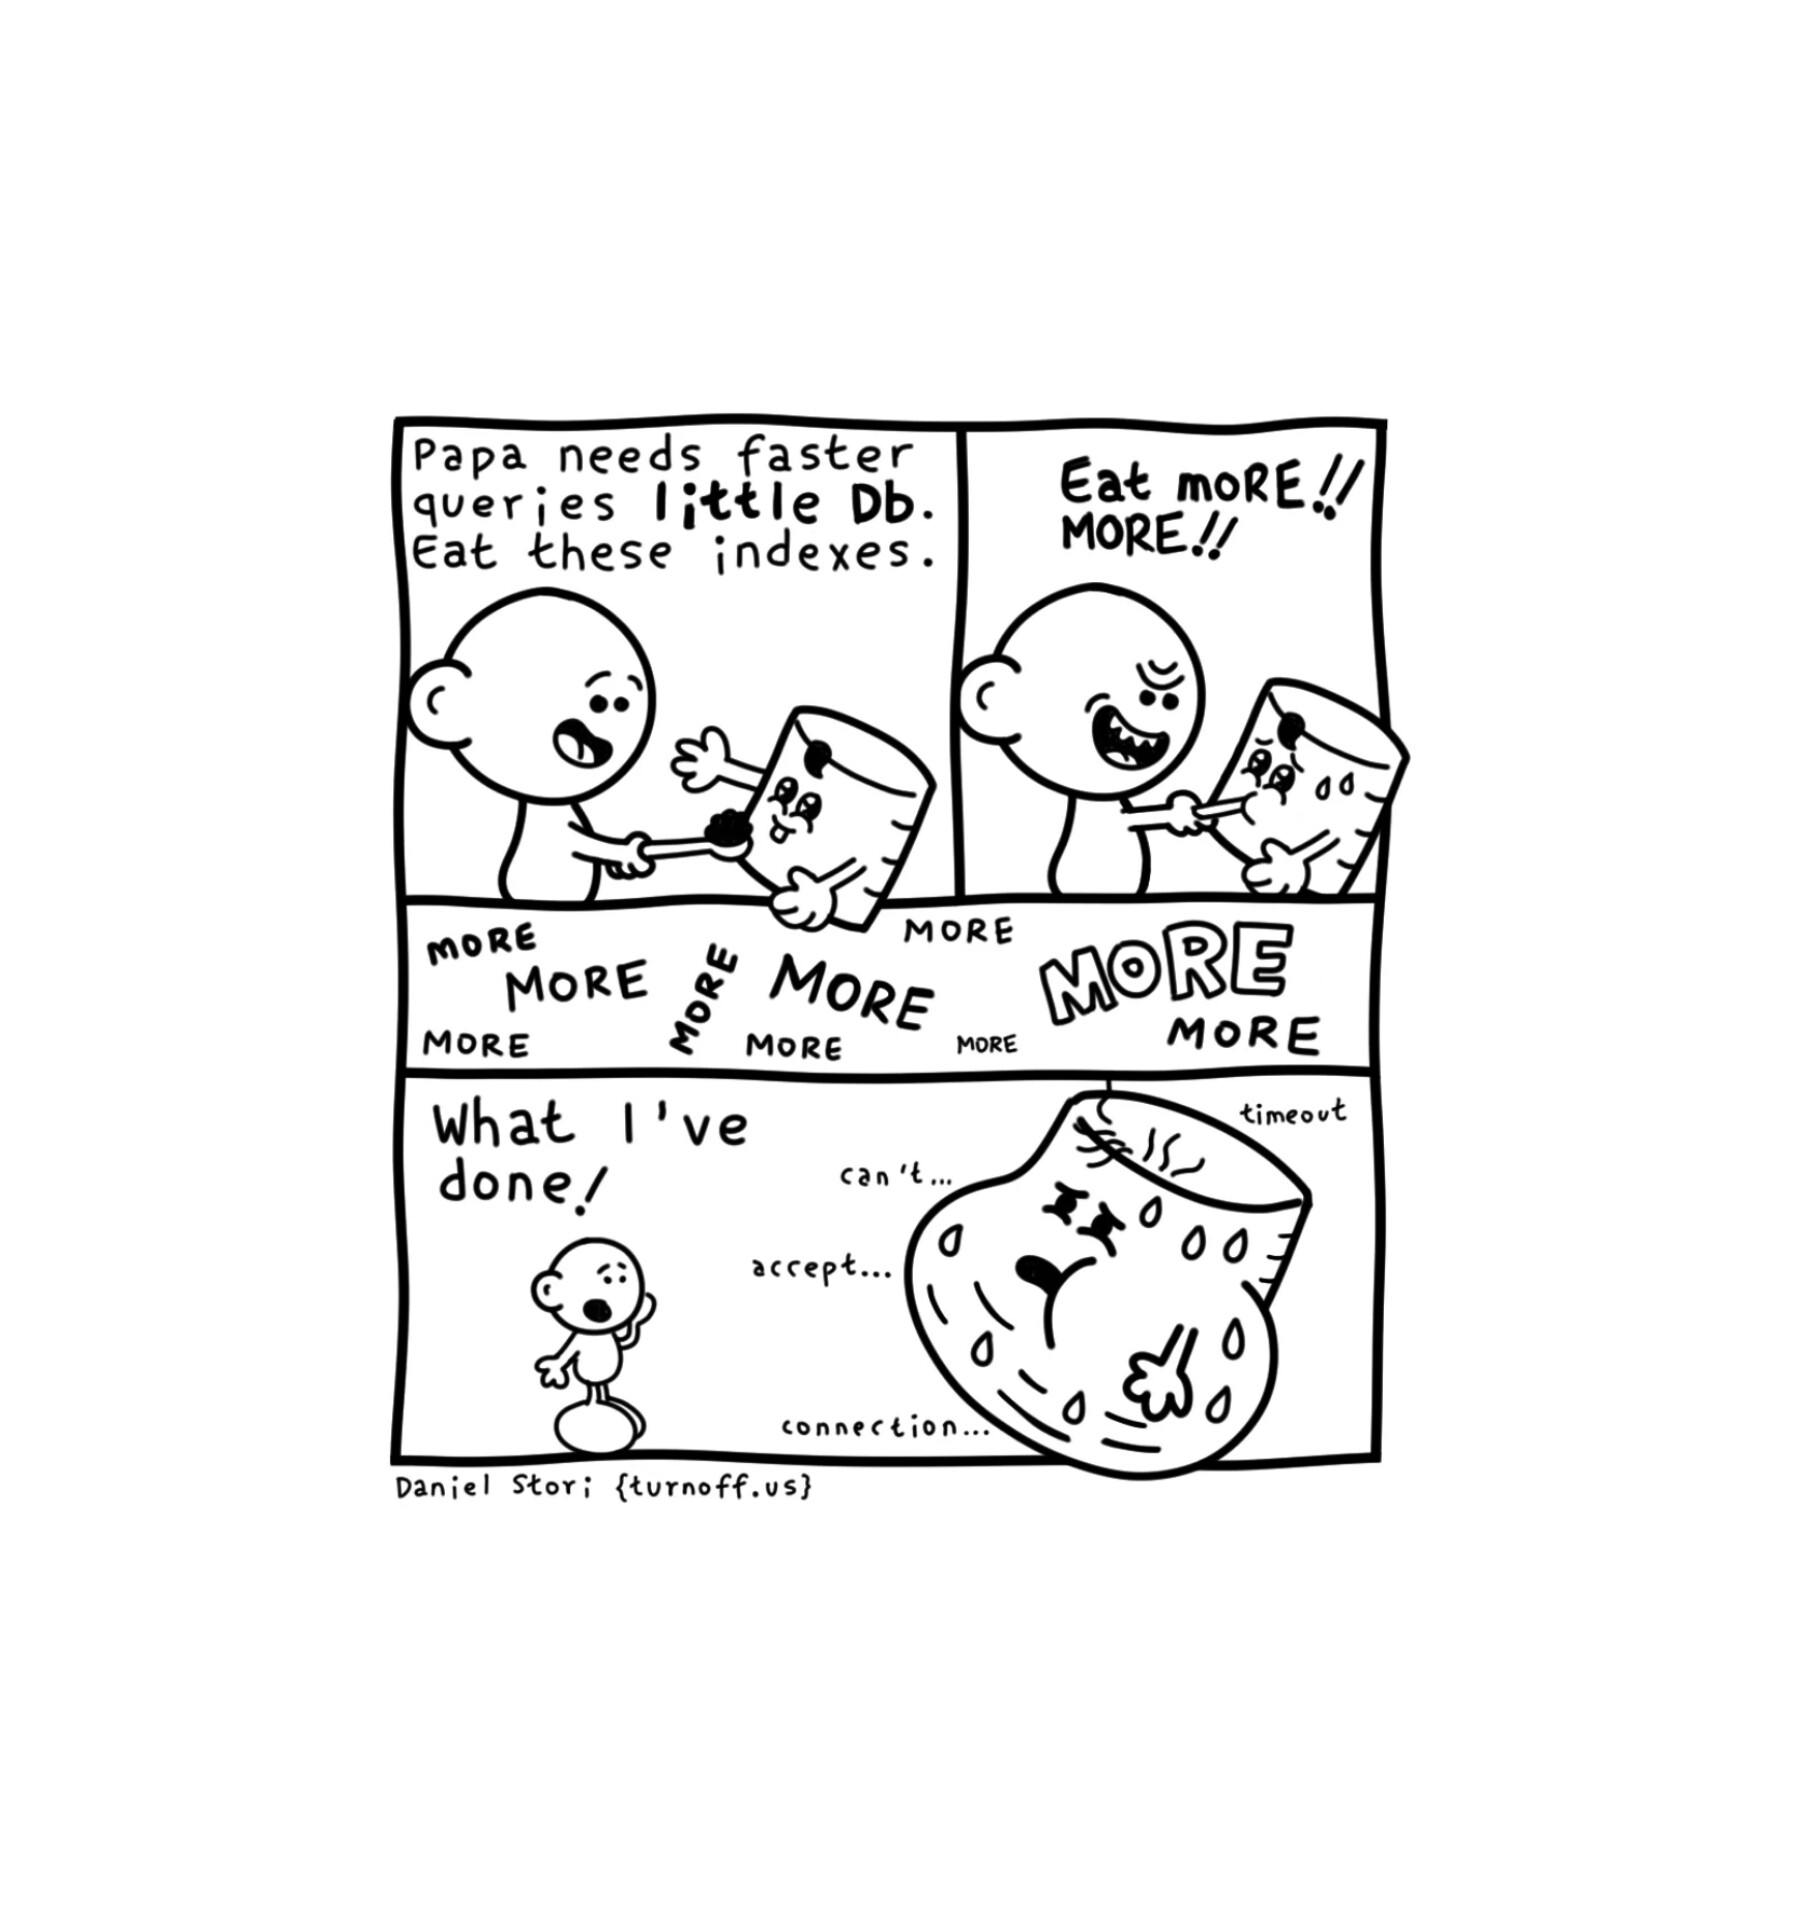 Papa needs faster
queries little Db.
Eat these indexes.
Eat moRE!!
MORE!!
MORE
moRE
MORE
MORE
MORE
MORE
MORE
MORE
MORE
MORE
MORE
What I've
done!
timeout
can't...
accept...
connection...
Daniel Stori {turnoff.us}